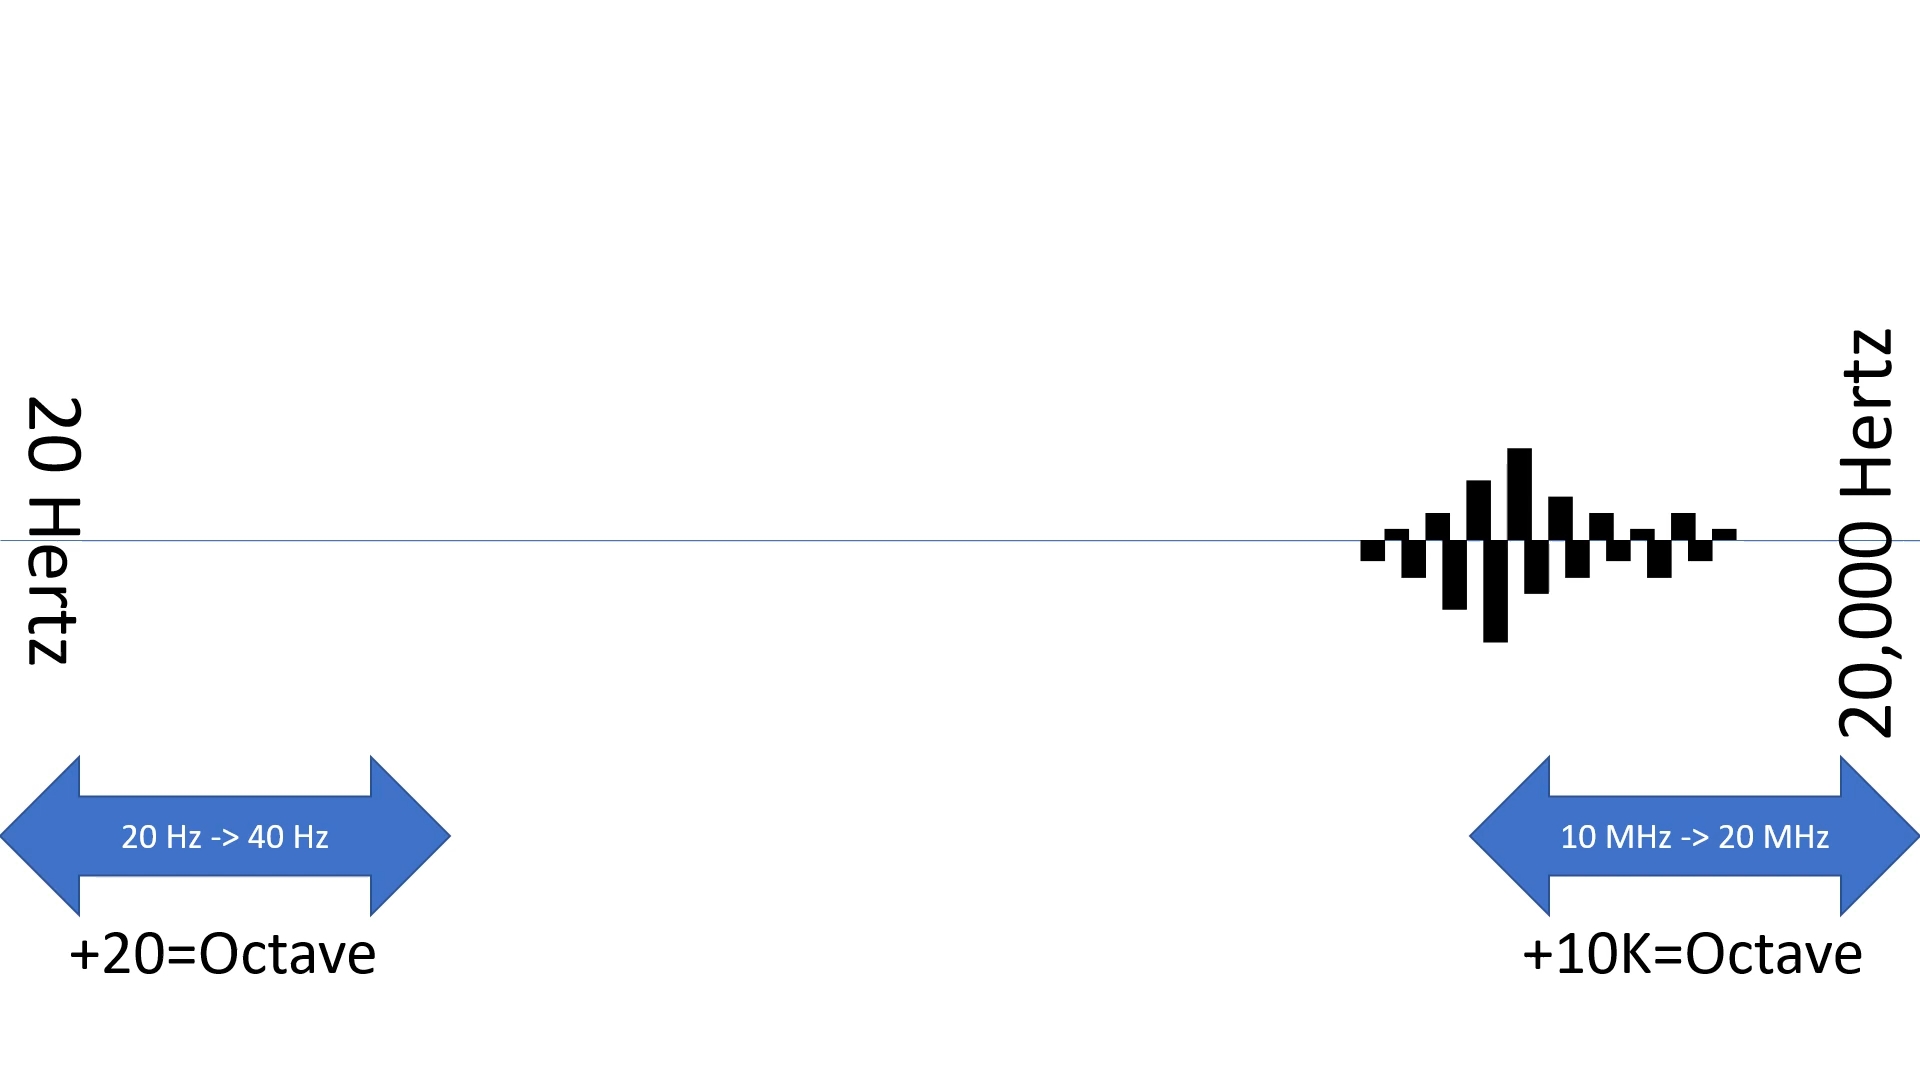 20 Hertz
20,000 Hertz
20 Hz -> 40 Hz
10 MHz -> 20 MHz
+20=Octave
+10K=Octave